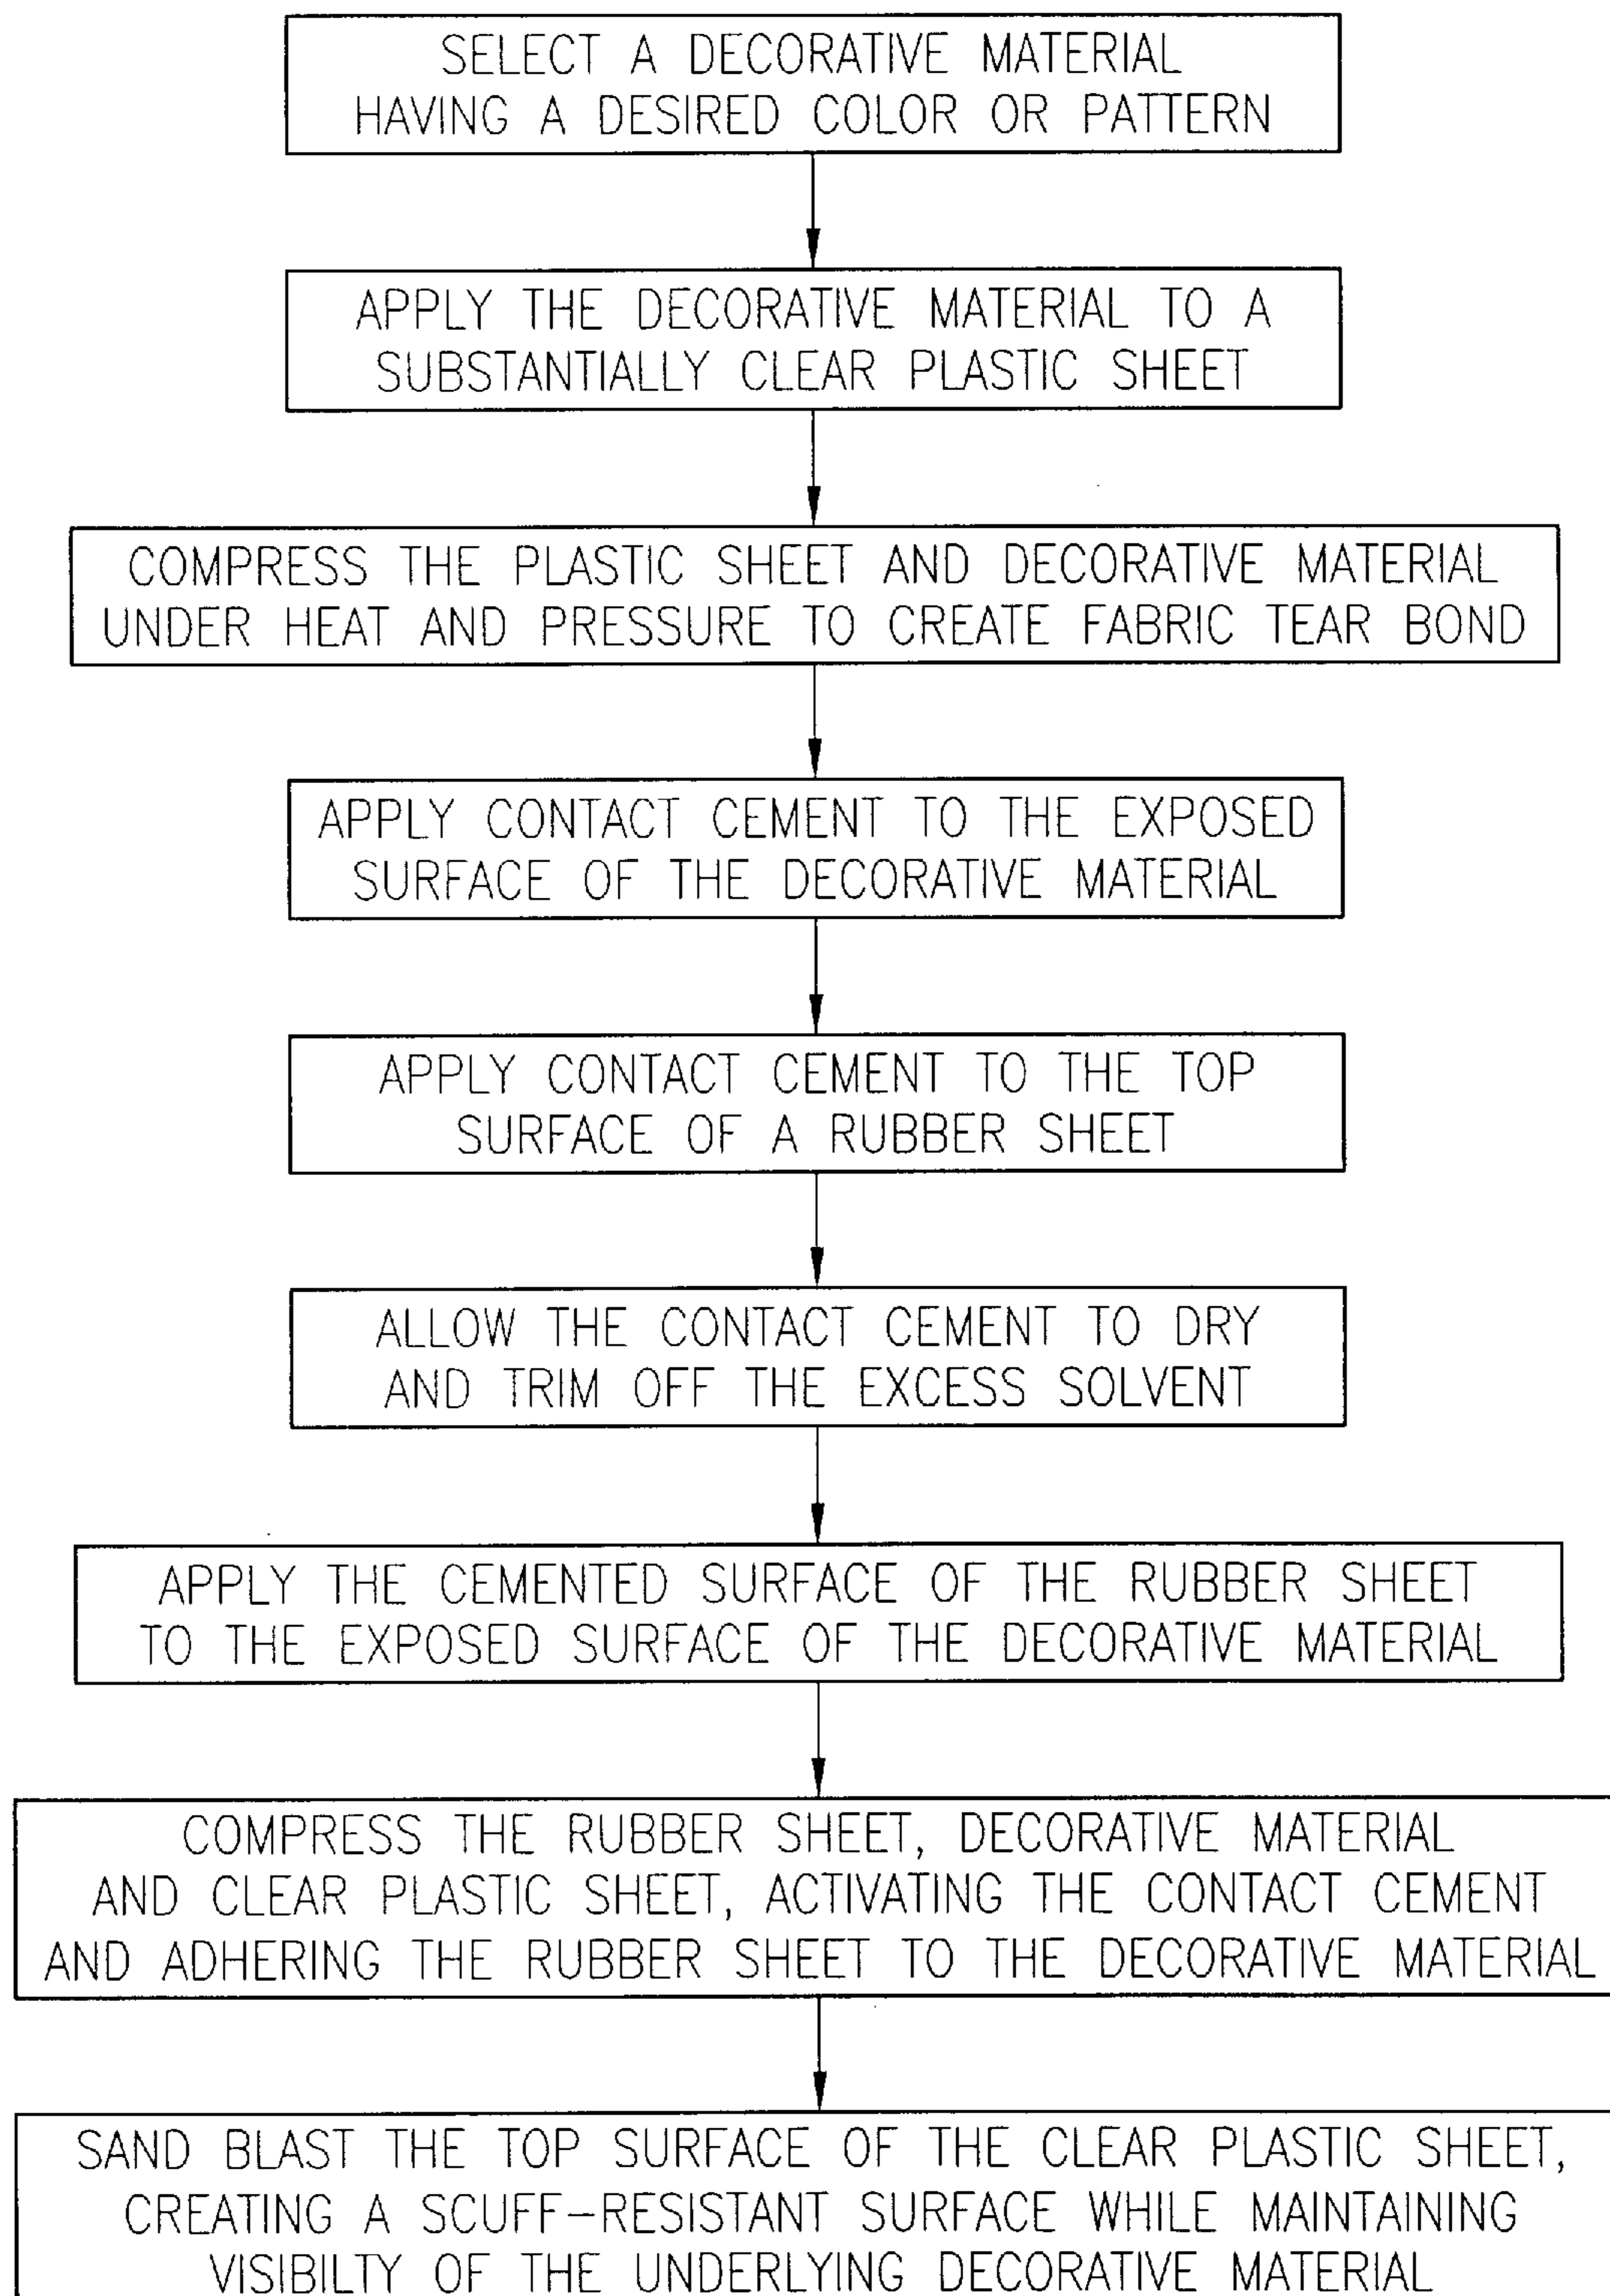 SELECT A DECORATIVE MATERIAL
HAVING A DESIRED COLOR OR PATTERN
APPLY THE DECORATIVE MATERIAL TO A
SUBSTANTIALLY CLEAR PLASTIC SHEET
COMPRESS THE PLASTIC SHEET AND DECORATIVE MATERIAL
UNDER HEAT AND PRESSURE TO CREATE FABRIC TEAR BOND
APPLY CONTACT CEMENT TO THE EXPOSED
SURFACE OF THE DECORATIVE MATERIAL
APPLY CONTACT CEMENT TO THE TOP
SURFACE OF A RUBBER SHEET
ALLOW THE CONTACT CEMENT TO DRY
AND TRIM OFF THE EXCESS SOLVENT
APPLY THE CEMENTED SURFACE OF THE RUBBER SHEET
TO THE EXPOSED SURFACE OF THE DECORATIVE MATERIAL
COMPRESS THE RUBBER SHEET, DECORATIVE MATERIAL
AND CLEAR PLASTIC SHEET, ACTIVATING THE CONTACT CEMENT
AND ADHERING THE RUBBER SHEET TO THE DECORATIVE MATERIAL
SAND BLAST THE TOP SURFACE OF THE CLEAR PLASTIC SHEET,
CREATING A SCUFF-RESISTANT SURFACE WHILE MAINTAINING
VISIBILTY OF THE UNDERLYING DECORATIVE MATERIAL